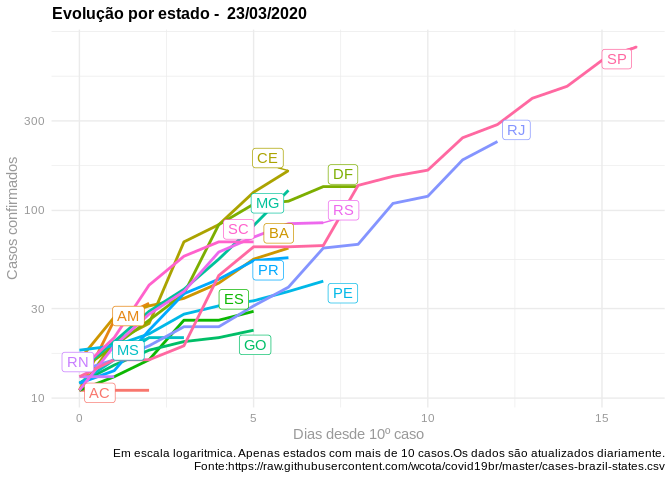 Evolução por estado -  23/03/2020
Casos confirmados
300
100
30
10
SP
RJ
CE
DF
MG
RS
SC
BA
PR
PE
ES
AM
GO
MS
RN
AC
0
5
10
15
Dias desde 10º caso
Em escala logaritmica. Apenas estados com mais de 10 casos.Os dados são atualizados diariamente.
Fonte:https://raw.githubusercontent.com/wcota/covid19br/master/cases-brazil-states.csv